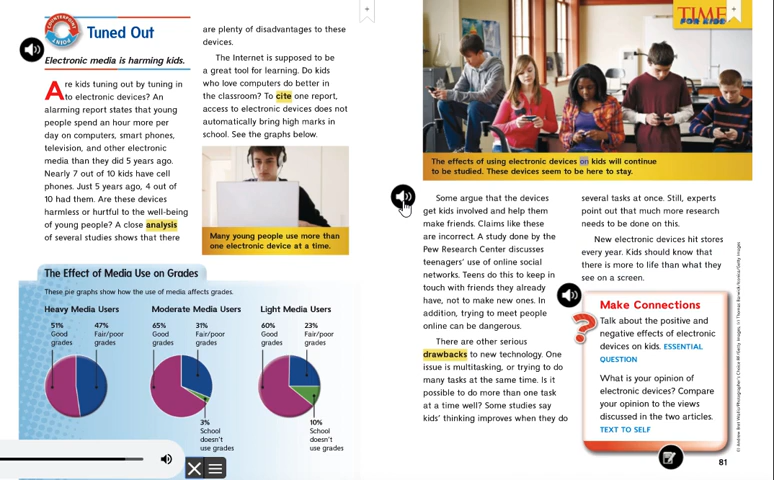 COUNTERPOINT
POINT
Tuned Out
Electronic media is harming kids.
Are kids tuning out by tuning in
to electronic devices? An
alarming report states that young
people spend an hour more per
day on computers, smart phones,
television, and other electronic
media than they did 5 years ago.
Nearly 7 out of 10 kids have cell
phones. Just 5 years ago, 4 out of
10 had them. Are these devices
harmless or hurtful to the well-being
of young people? A close analysis
of several studies shows that there
are plenty of disadvantages to these
devices.
The Internet is supposed to be
a great tool for learning. Do kids
who love computers do better in
the classroom? To cite one report,
access to electronic devices does not
automatically bring high marks in
school. See the graphs below.
Many young people use more than
one electronic device at a time.
The Effect of Media Use on Grades
These pie graphs show how the use of media affects grades.
Heavy Media Users
51%
Good
grades
47%
Fair/poor
grades
Moderate Media Users
65%
Good
grades
31%
Fair/poor
grades
3%
School
doesn't
use grades
Light Media Users
60%
Good
grades
23%
Fair/poor
grades
10%
School
doesn't
use grades
TIME
FOR KIDS
The effects of using electronic devices on kids will continue
to be studied. These devices seem to be here to stay.
Some argue that the devices
get kids involved and help them
make friends. Claims like these
are incorrect. A study done by the
Pew Research Center discusses
teenagers' use of online social
networks. Teens do this to keep in
touch with friends they already
have, not to make new ones. In
addition, trying to meet people
online can be dangerous.
There are other serious
drawbacks to new technology. One
issue is multitasking, or trying to do
many tasks at the same time. Is it
possible to do more than one task
at a time well? Some studies say
kids' thinking improves when they do
several tasks at once. Still, experts
point out that much more research
needs to be done on this.
New electronic devices hit stores
every year. Kids should know that
there is more to life than what they
see on a screen.
Make Connections
Talk about the positive and
negative effects of electronic
devices on kids. ESSENTIAL
QUESTION
What is your opinion of
electronic devices? Compare
your opinion to the views
discussed in the two articles.
TEXT TO SELF
81